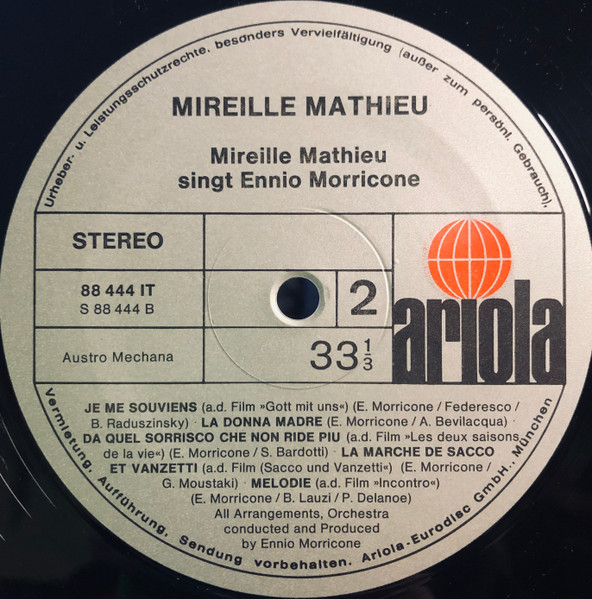 Urheber- u. Leistungsschutzrechte, besonders Vervielfältigung (außer zum persönl. Gebrauch),
MIREILLE MATHIEU
Mireille Mathieu
singt Ennio Morricone
STEREO
88 444 IT
S 88 444 B
2
ariola
Austro Mechana
33 1/3
JE ME SOUVIENS (a.d. Film »Gott mit uns«) (E. Morricone / Federesco /
B. Raduszinsky) · LA DONNA MADRE (E. Morricone / A. Bevilacqua) ·
DA QUEL SORRISCO CHE NON RIDE PIU (a.d. Film »Les deux saisons
de la vie«) (E. Morricone / S. Bardotti) · LA MARCHE DE SACCO
ET VANZETTI (a.d. Film (Sacco und Vanzetti«) (E. Morricone /
G. Moustaki) · MELODIE (a.d. Film »Incontro«)
(E. Morricone / B. Lauzi / P. Delanoe)
All Arrangements, Orchestra
conducted and Produced
by Ennio Morricone
Vermietung, Aufführung, Sendung vorbehalten. Ariola-Eurodisc GmbH., München